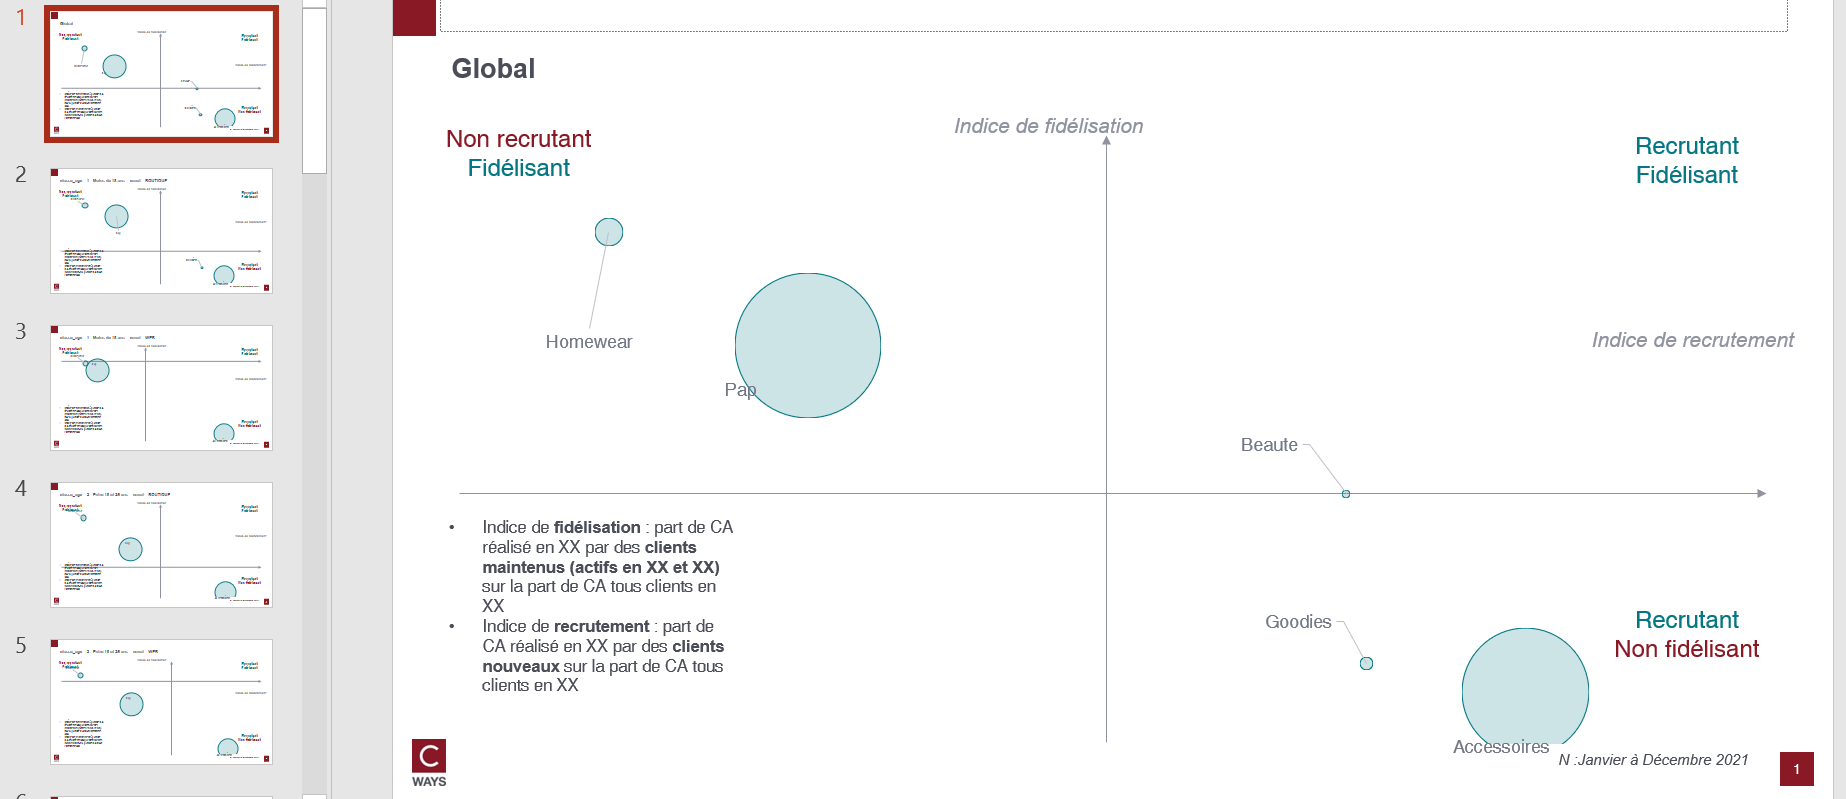 1
2
3
4
5
Global
Indice de fidélisation
Non recrutant
Fidélisant
Recrutant
Fidélisant
Homewear
Indice de recrutement
Pap
Beaute
• Indice de fidélisation : part de CA
réalisé en XX par des clients
maintenus (actifs en XX et XX)
sur la part de CA tous clients en
XX
• Indice de recrutement : part de
CA réalisé en XX par des clients
nouveaux sur la part de CA tous
clients en XX
Goodies
Recrutant
Non fidélisant
Accessoires
N :Janvier à Décembre 2021
C
WAYS
1